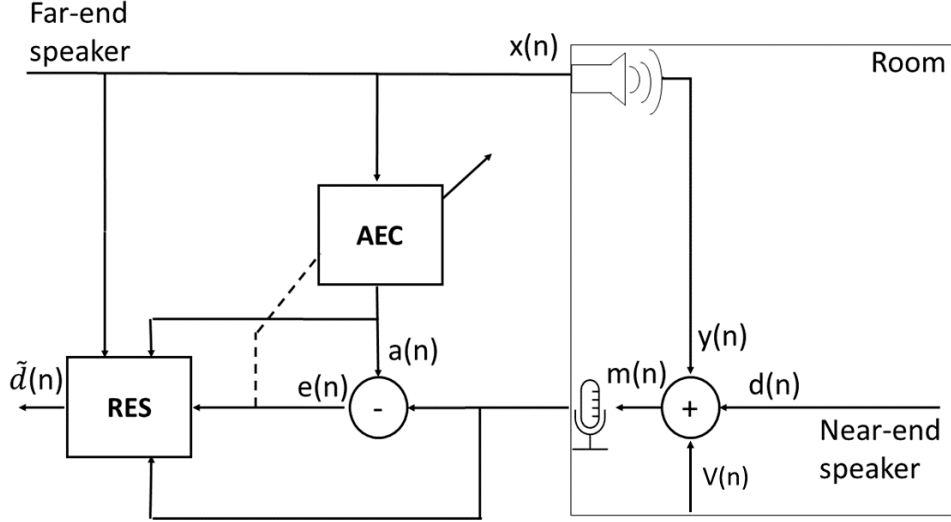 Far-end
speaker
x(n)
Room
AEC
y(n)
a(n)
m(n)
d(n)
e(n)
d̃(n)
RES
-
+
Near-end
speaker
V(n)